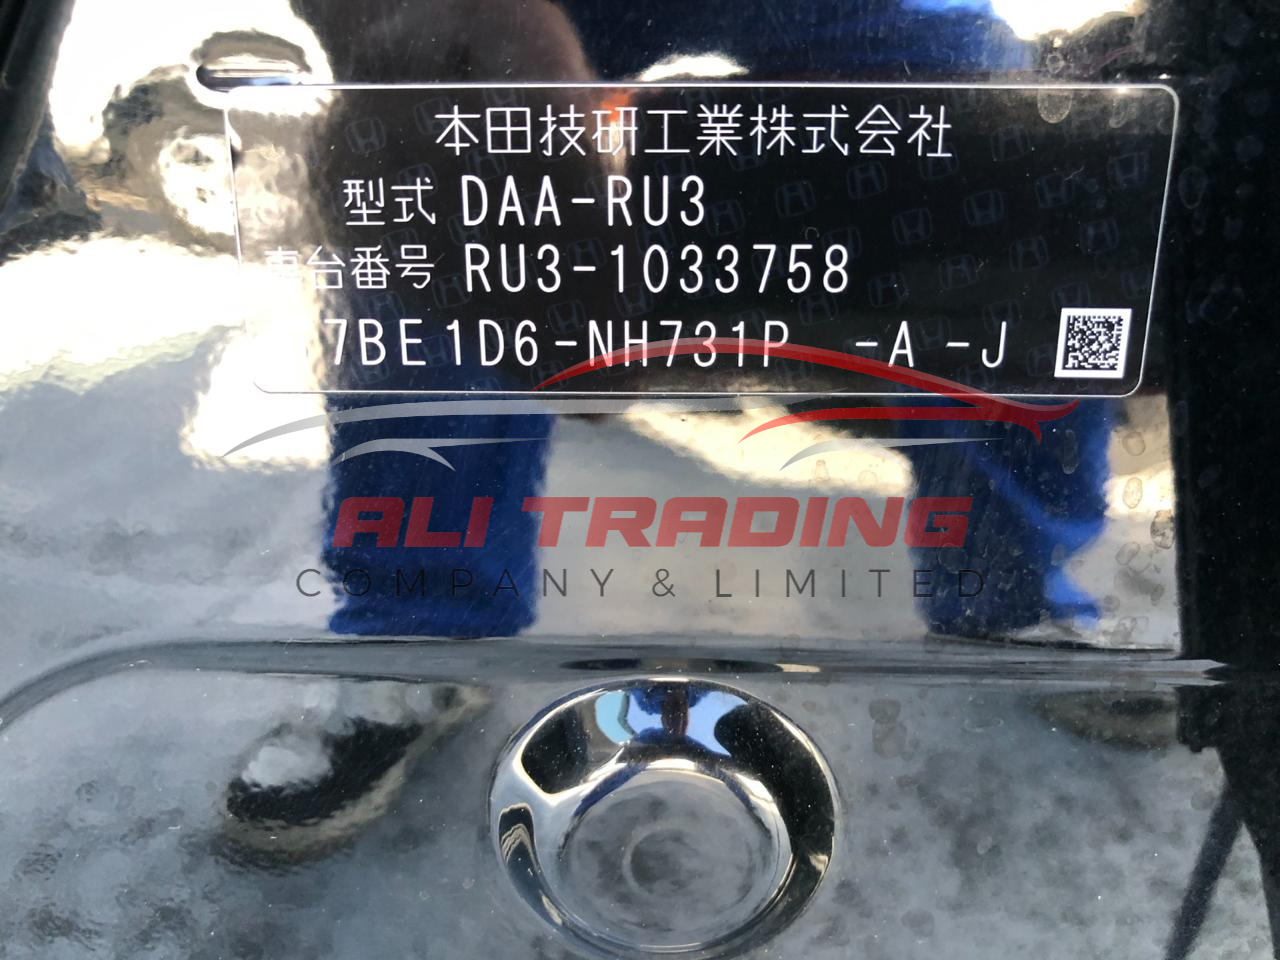 本田技研工業株式会社
型式 DAA-RU3
車台番号 RU3-1033758
7BE1D6-NH731P -A -J
ALI TRADING
COMPANY & LIMITED